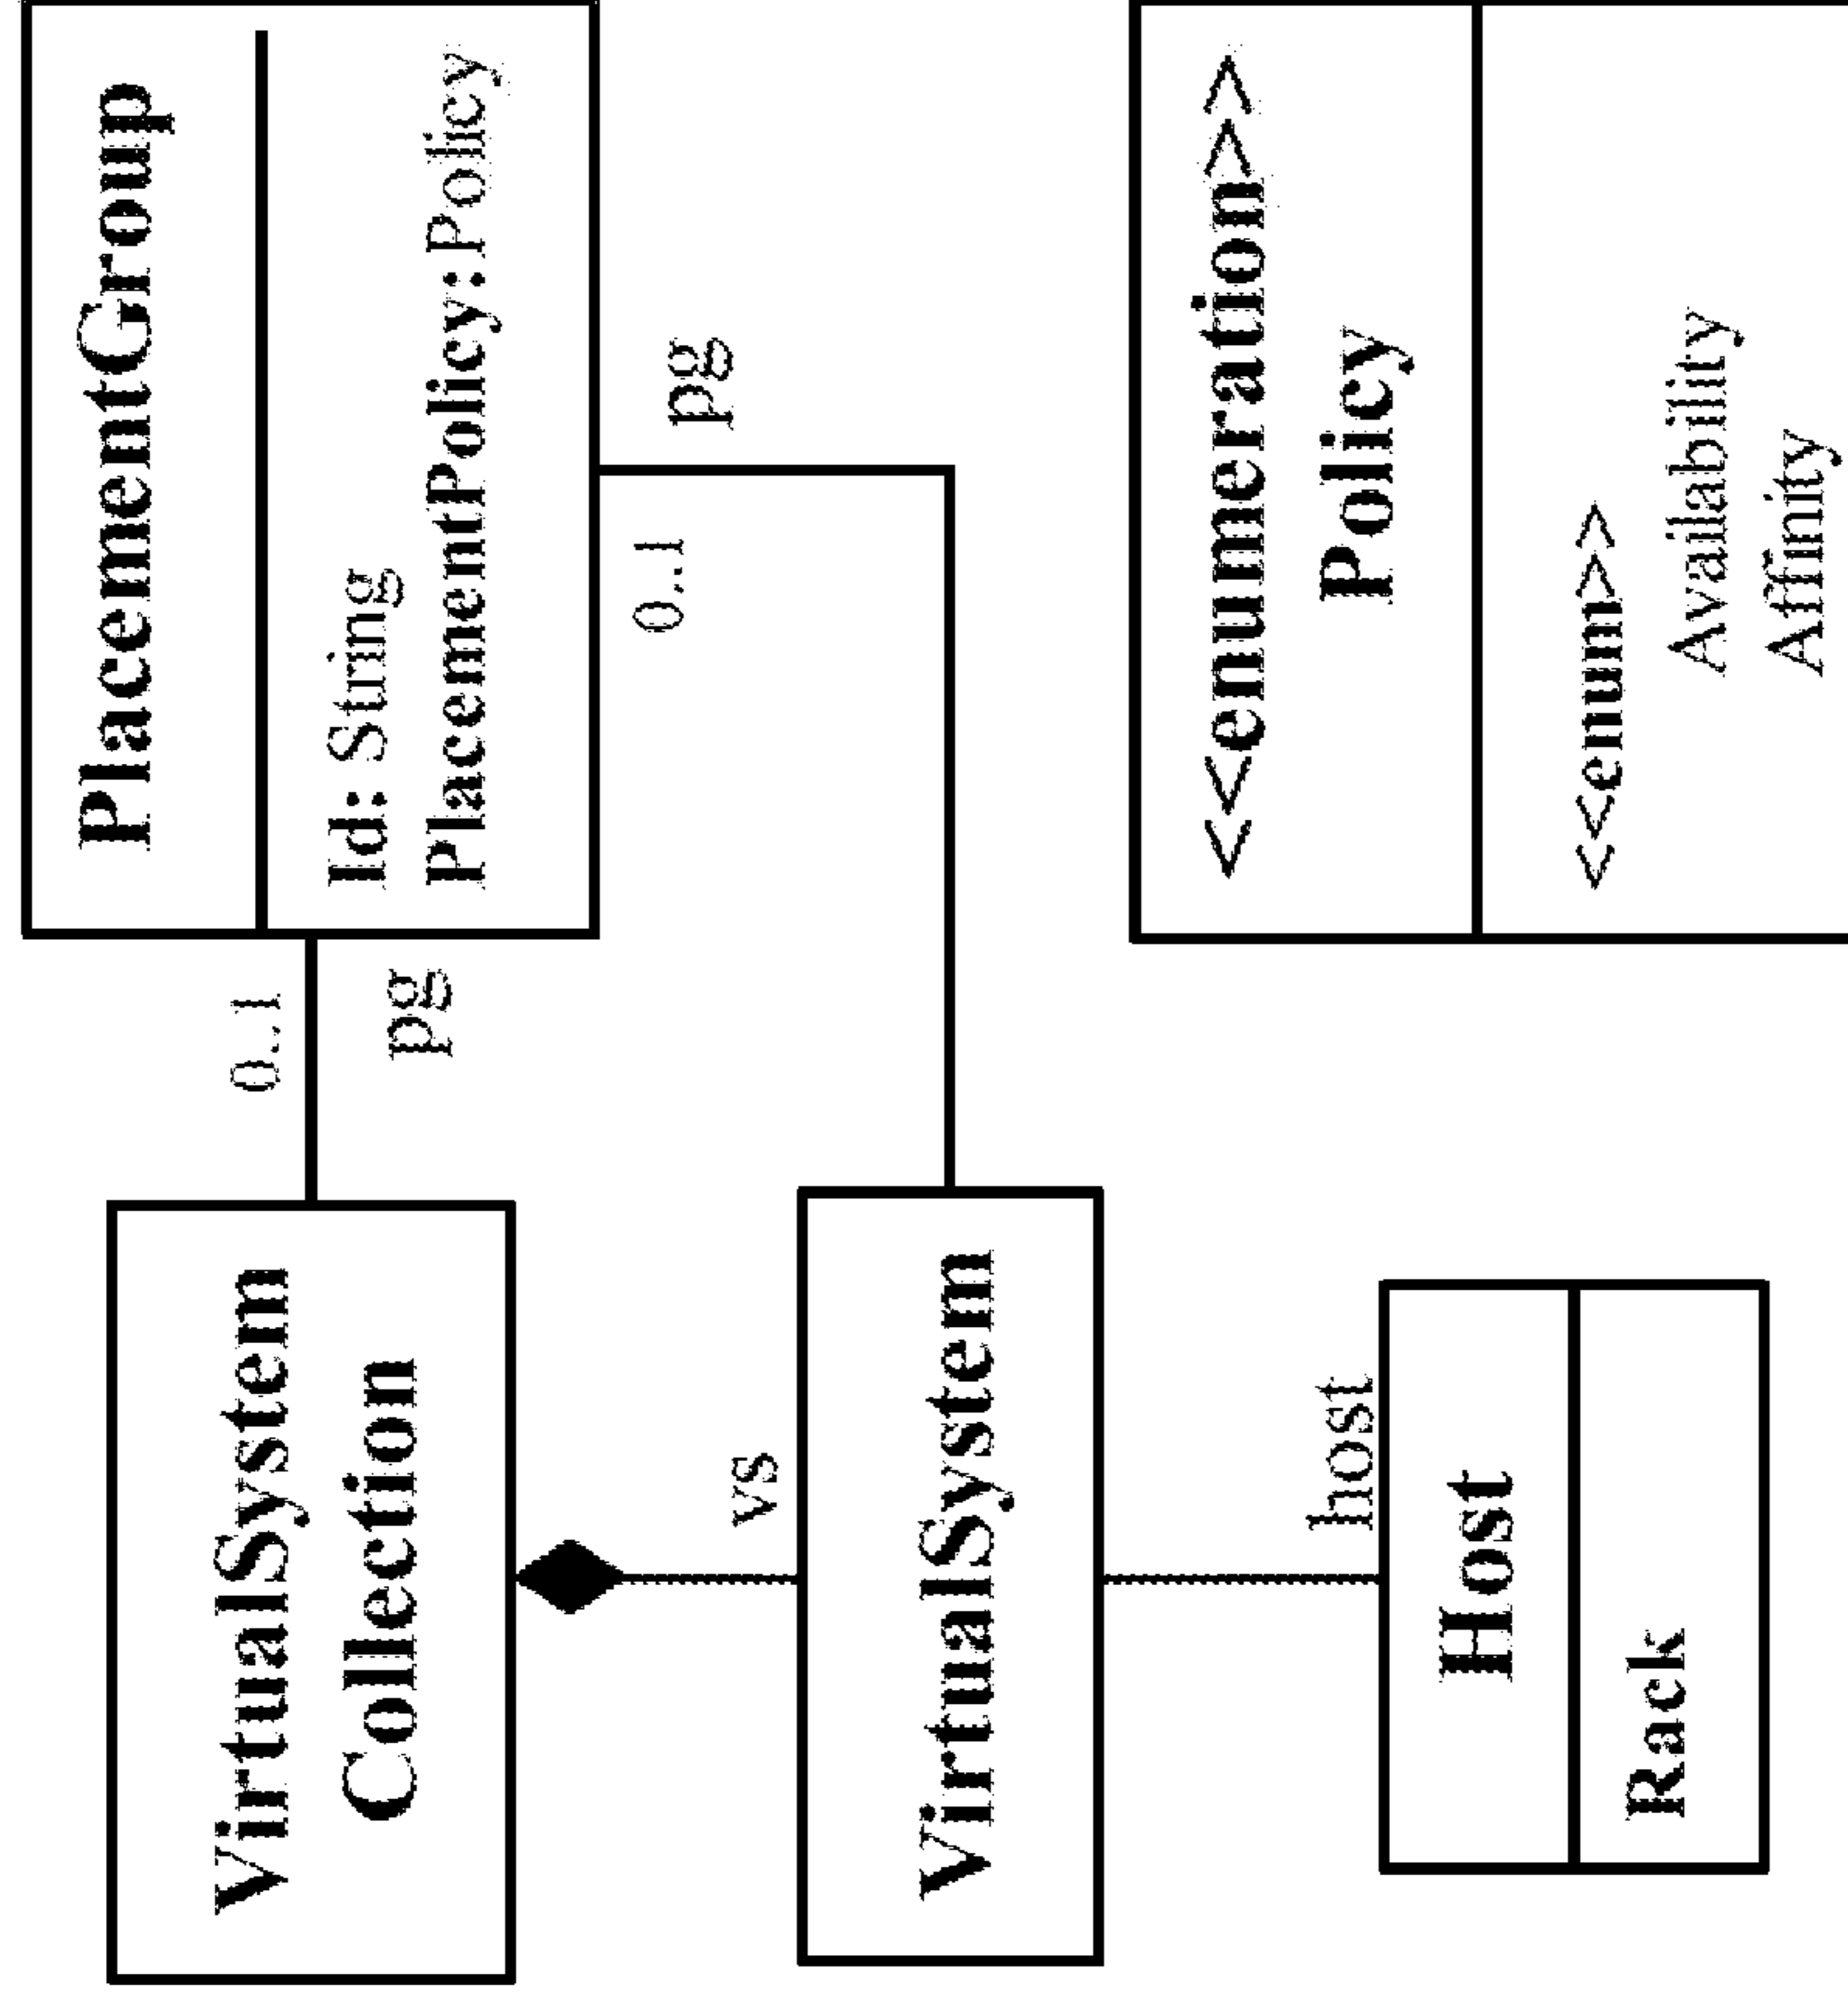 VirtualSystem
Collection
0..1
pg
PlacementGroup
Id: String
PlacementPolicy:Policy
vs
0..1
pg
VirtualSystem
host
Host
Rack
<<enumeration>>
Policy
<<enum>>
Availability
Affinity